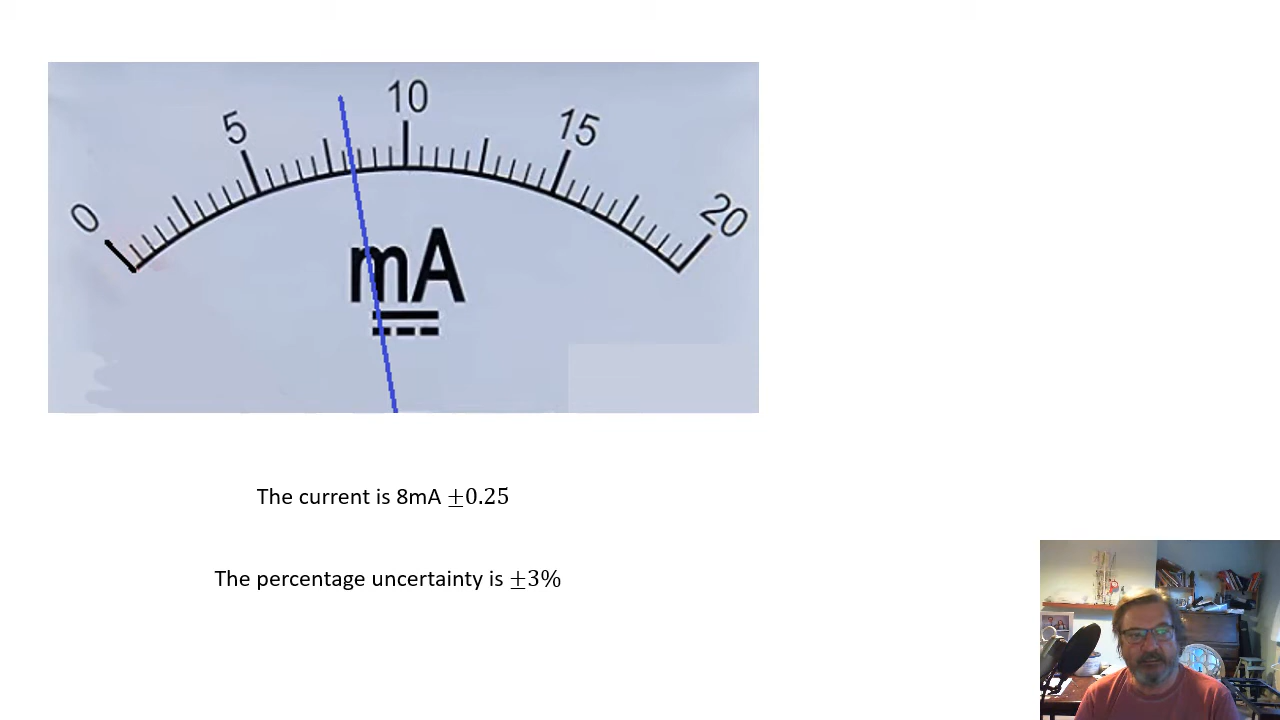 0 5 10 15 20
mA
The current is 8mA ±0.25
The percentage uncertainty is ±3%